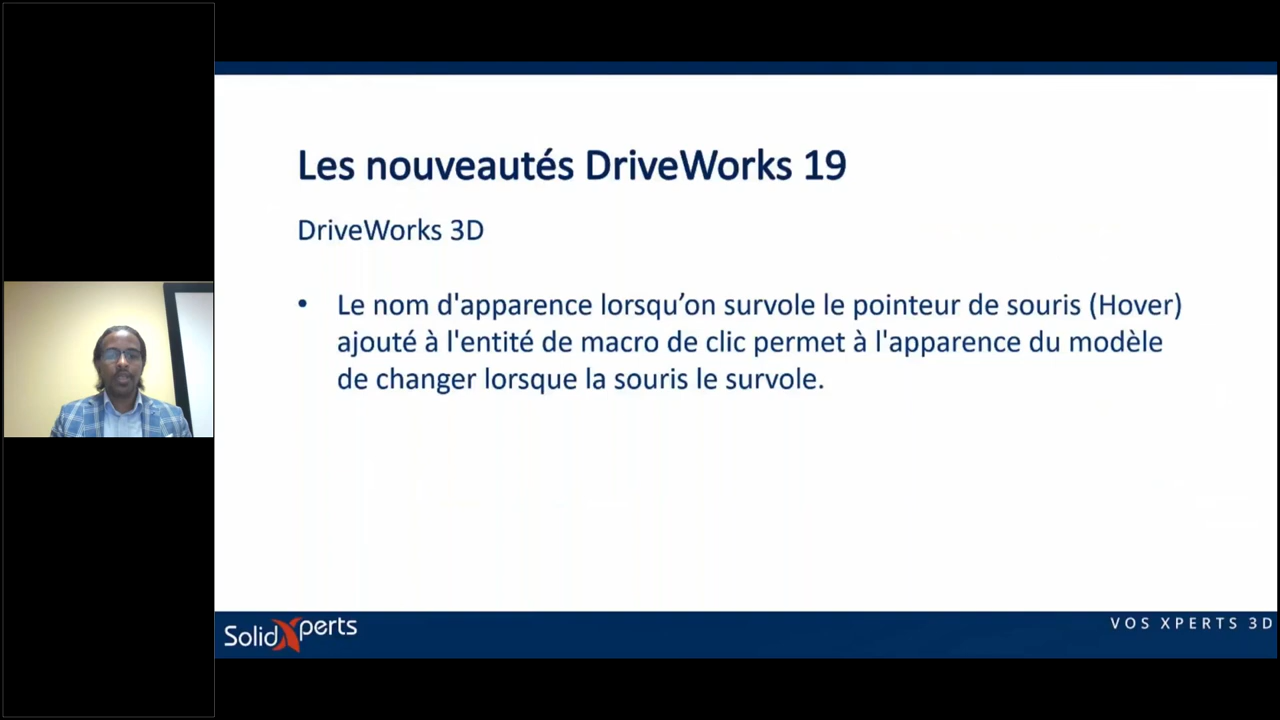 Les nouveautés DriveWorks 19
DriveWorks 3D
• Le nom d'apparence lorsqu’on survole le pointeur de souris (Hover)
ajouté à l'entité de macro de clic permet à l'apparence du modèle
de changer lorsque la souris le survole.
SolidXperts
VOS XPERTS 3D